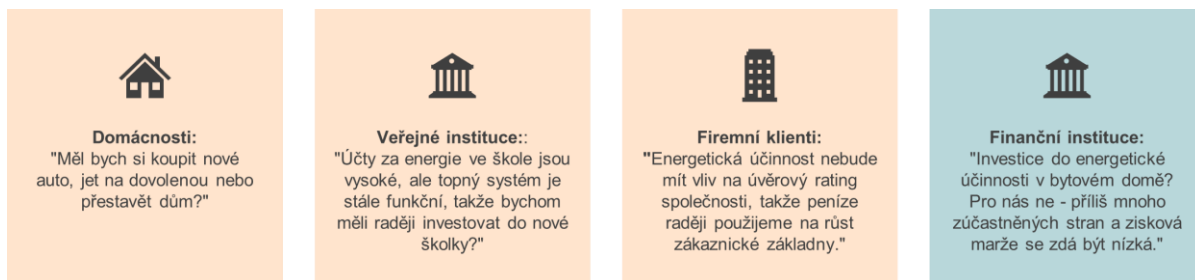 Domácnosti:
"Měl bych si koupit nové
auto, jet na dovolenou nebo
přestavět dům?"
Veřejné instituce::
"Účty za energie ve škole jsou
vysoké, ale topný systém je
stále funkční, takže bychom
měli raději investovat do nové
školky?"
Firemní klienti:
"Energetická účinnost nebude
mít vliv na úvěrový rating
společnosti, takže peníze
raději použijeme na růst
zákaznické základny."
Finanční instituce:
"Investice do energetické
účinnosti v bytovém domě?
Pro nás ne - příliš mnoho
zúčastněných stran a zisková
marže se zdá být nízká."